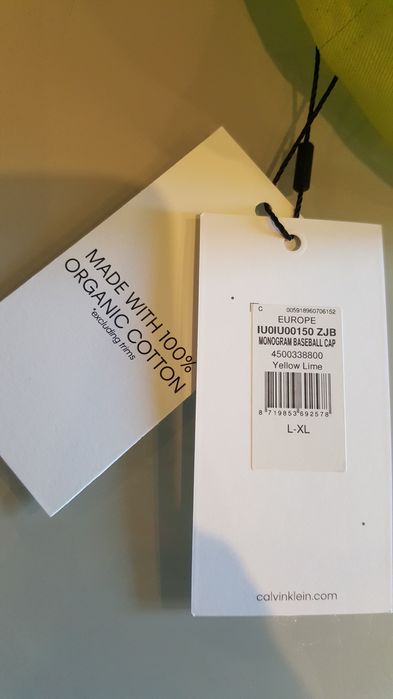 MADE WITH 100%
ORGANIC COTTON
*excluding trims
C 005918960706152
EUROPE
IU0IU00150 ZJB
MONOGRAM BASEBALL CAP
4500338800
Yellow Lime
8 719853 692578
L-XL
calvinklein.com